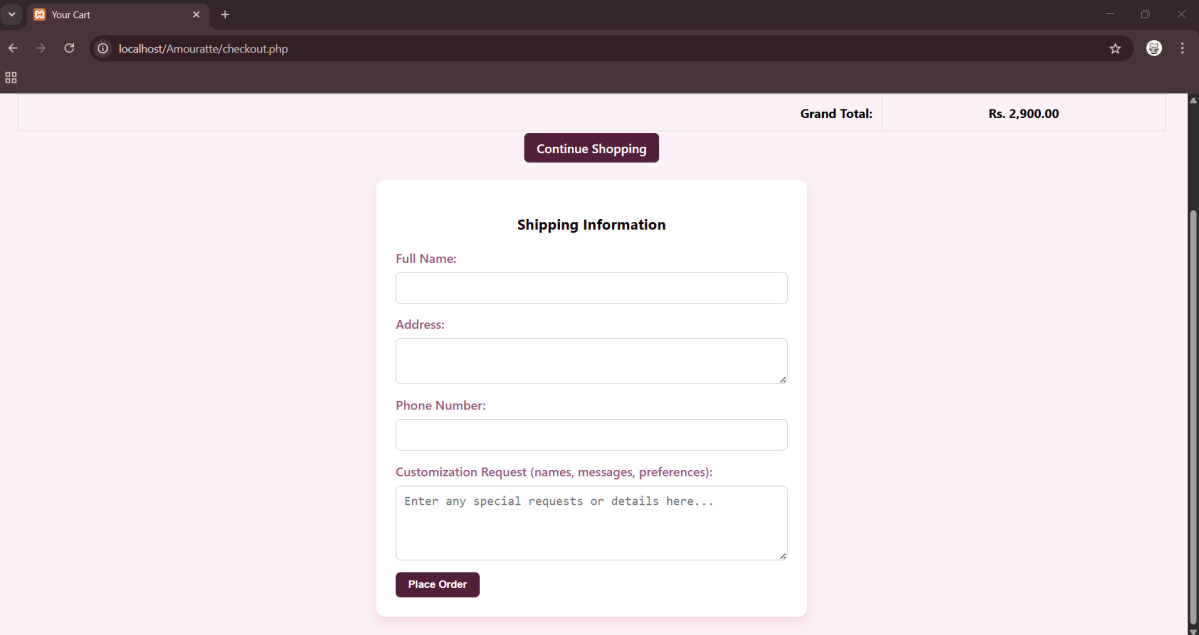 Your Cart
localhost/Amouratte/checkout.php
Grand Total: Rs. 2,900.00
Continue Shopping
Shipping Information
Full Name:
Address:
Phone Number:
Customization Request (names, messages, preferences):
Enter any special requests or details here...
Place Order